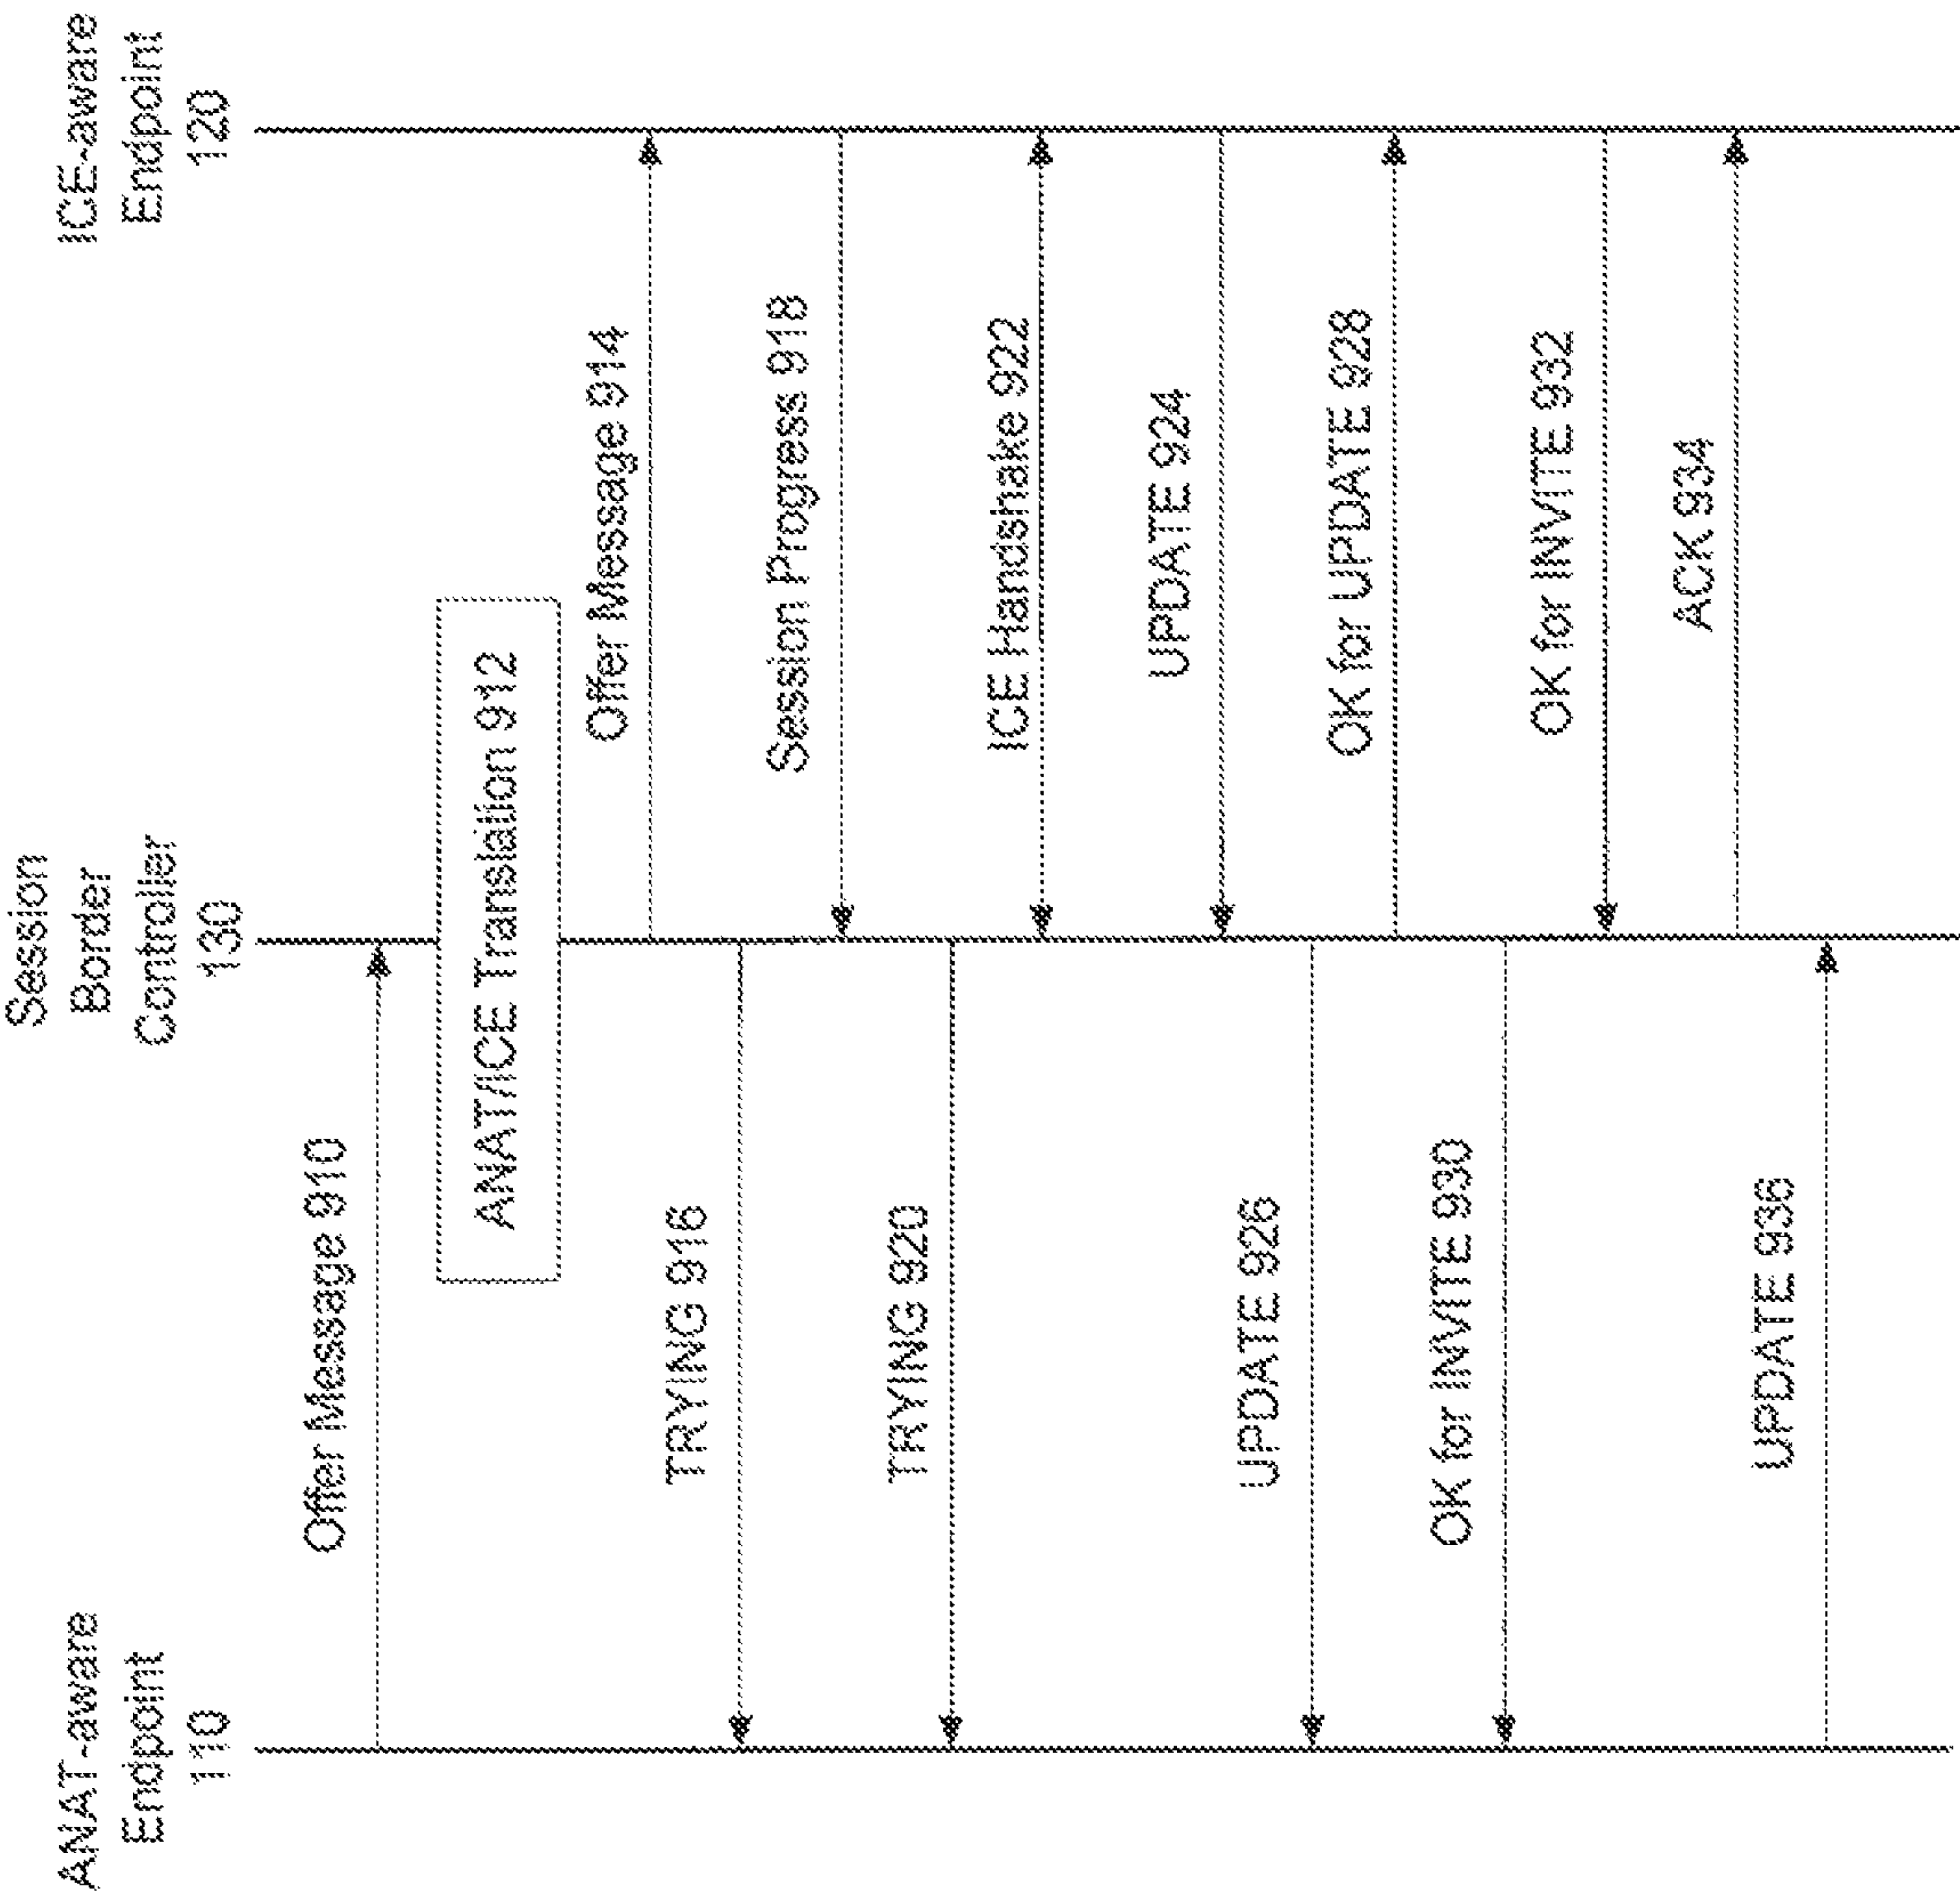 ANAT-aware
Endpoint
110
Session
Border
Controller
130
ICE-aware
Endpoint
120
Offer Message 910
ANAT/ICE Translation 912
Offer Message 914
TRYING 916
Session Progress 918
TRYING 920
ICE Handshake 922
UPDATE 924
UPDATE 926
OK for UPDATE 928
OK for INVITE 930
OK for INVITE 932
ACK 934
UPDATE 936